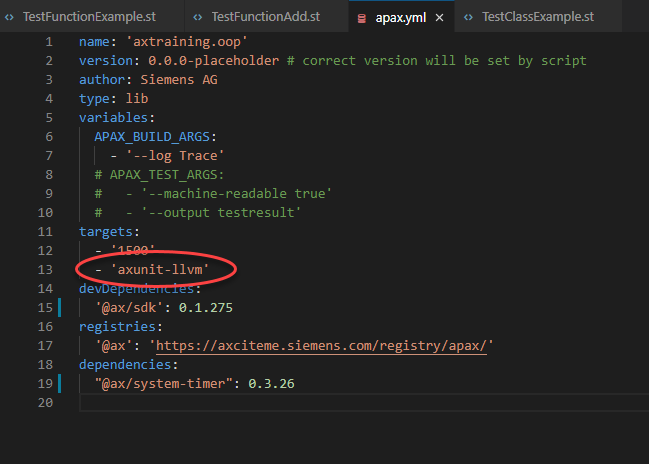 TestFunctionExample.st TestFunctionAdd.st apax.yml TestClassExample.st
1 name: 'axtraining.oop'
2 version: 0.0.0-placeholder # correct version will be set by script
3 author: Siemens AG
4 type: lib
5 variables:
6 APAX_BUILD_ARGS:
7 - '--log Trace'
8 # APAX_TEST_ARGS:
9 #   - '--machine-readable true'
10 #   - '--output testresult'
11 targets:
12 - '1500'
13 - 'axunit-llvm'
14 devDependencies:
15 '@ax/sdk': 0.1.275
16 registries:
17 '@ax': 'https://axciteme.siemens.com/registry/apax/'
18 dependencies:
19 "@ax/system-timer": 0.3.26
20